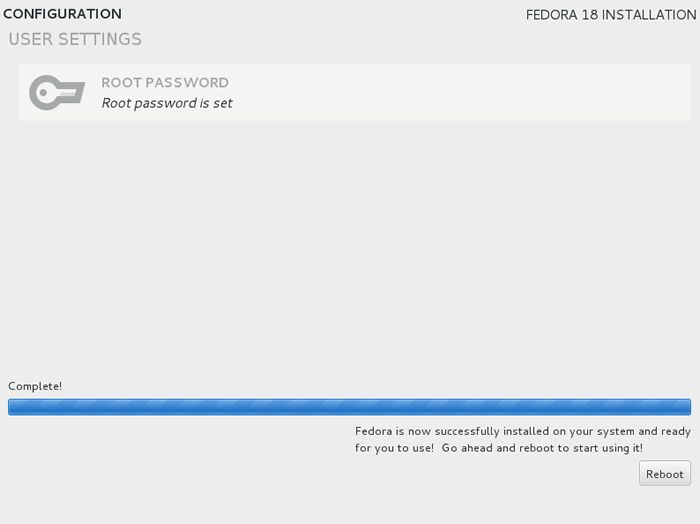 CONFIGURATION
FEDORA 18 INSTALLATION
USER SETTINGS
ROOT PASSWORD
Root password is set
Complete!
Fedora is now successfully installed on your system and ready
for you to use!  Go ahead and reboot to start using it!
Reboot